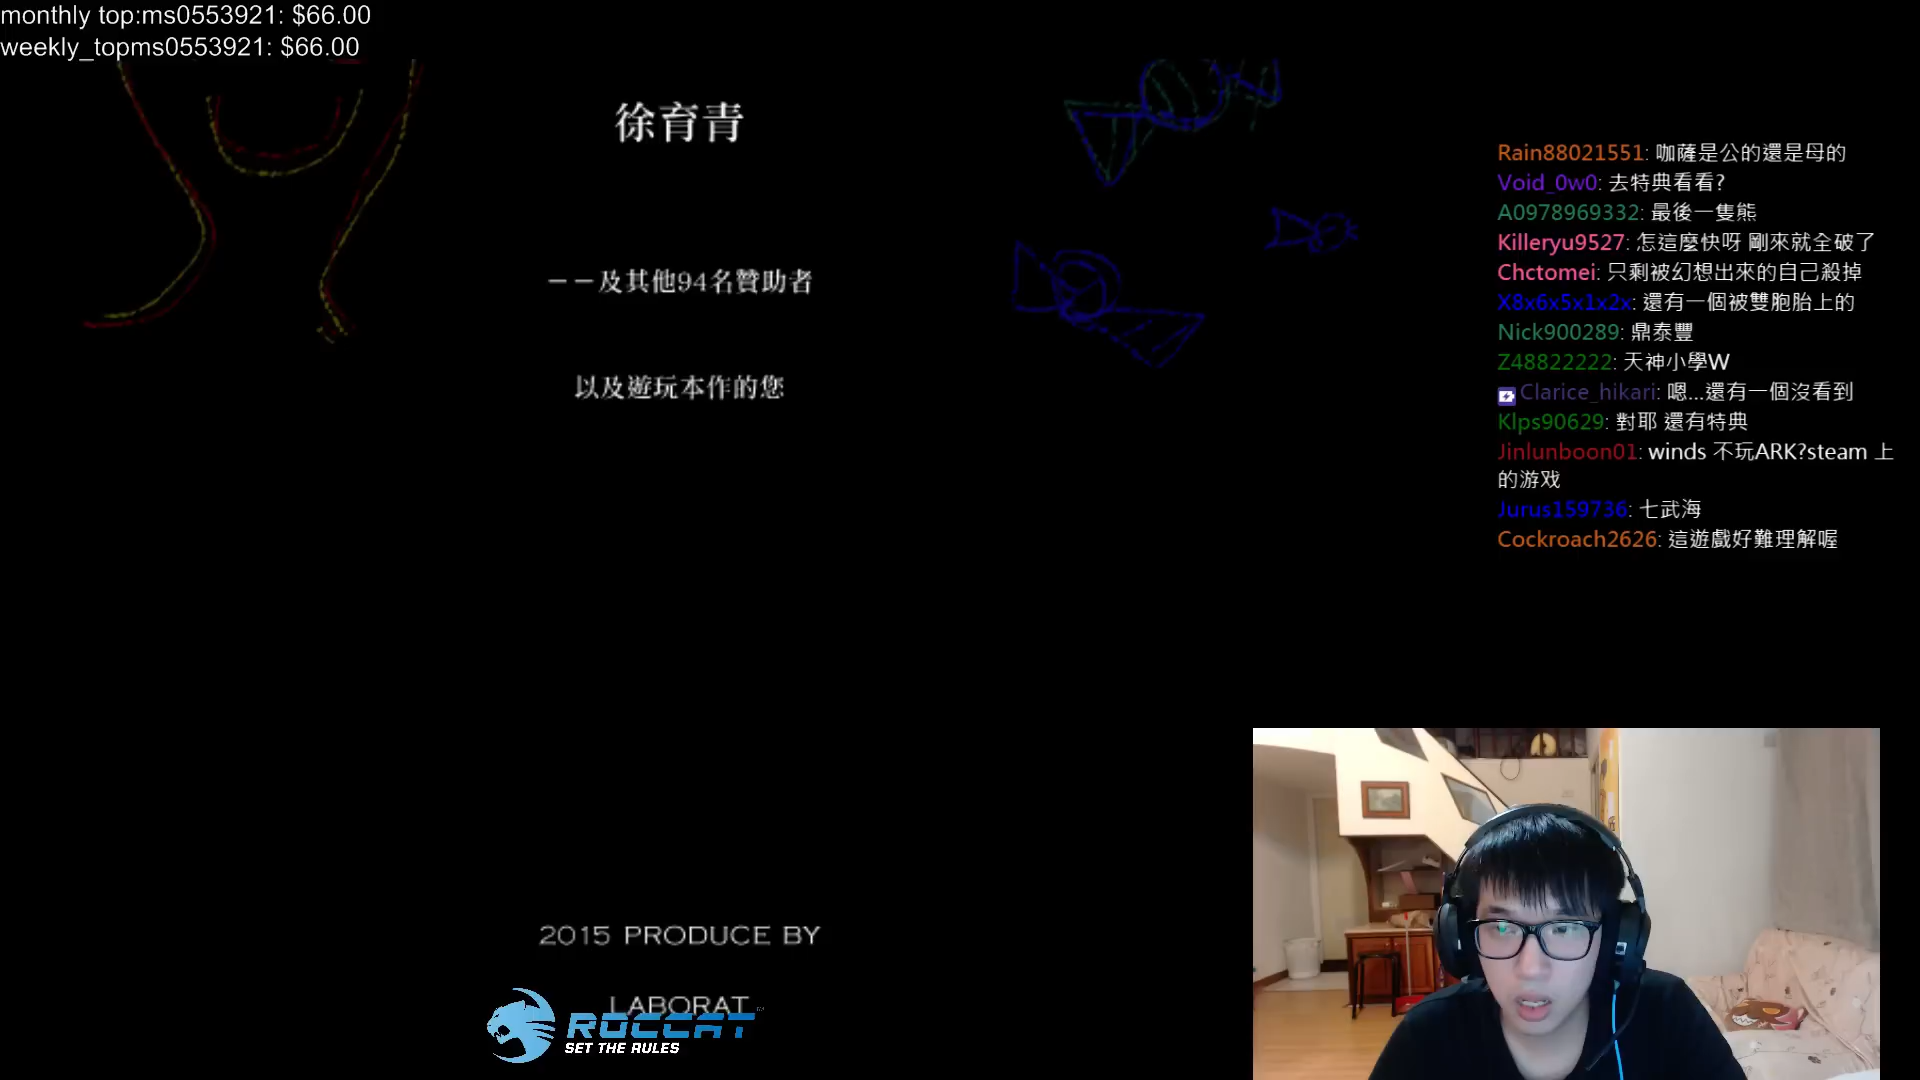 monthly top:ms0553921: $66.00
weekly_topms0553921: $66.00
徐育青
－－及其他94名贊助者
以及遊玩本作的您
2015 PRODUCE BY
LABORAT
ROCCAT
SET THE RULES
Rain88021551: 咖薩是公的還是母的
Void_0w0: 去特典看看?
A0978969332: 最後一隻熊
Killeryu9527: 怎這麼快呀 剛來就全破了
Chctomei: 只剩被幻想出來的自己殺掉
X8x6x5x1x2x: 還有一個被雙胞胎上的
Nick900289: 鼎泰豐
Z48822222: 天神小學W
Clarice_hikari: 嗯...還有一個沒看到
Klps90629: 對耶 還有特典
Jinlunboon01: winds 不玩ARK?steam 上
的游戏
Jurus159736: 七武海
Cockroach2626: 這遊戲好難理解喔